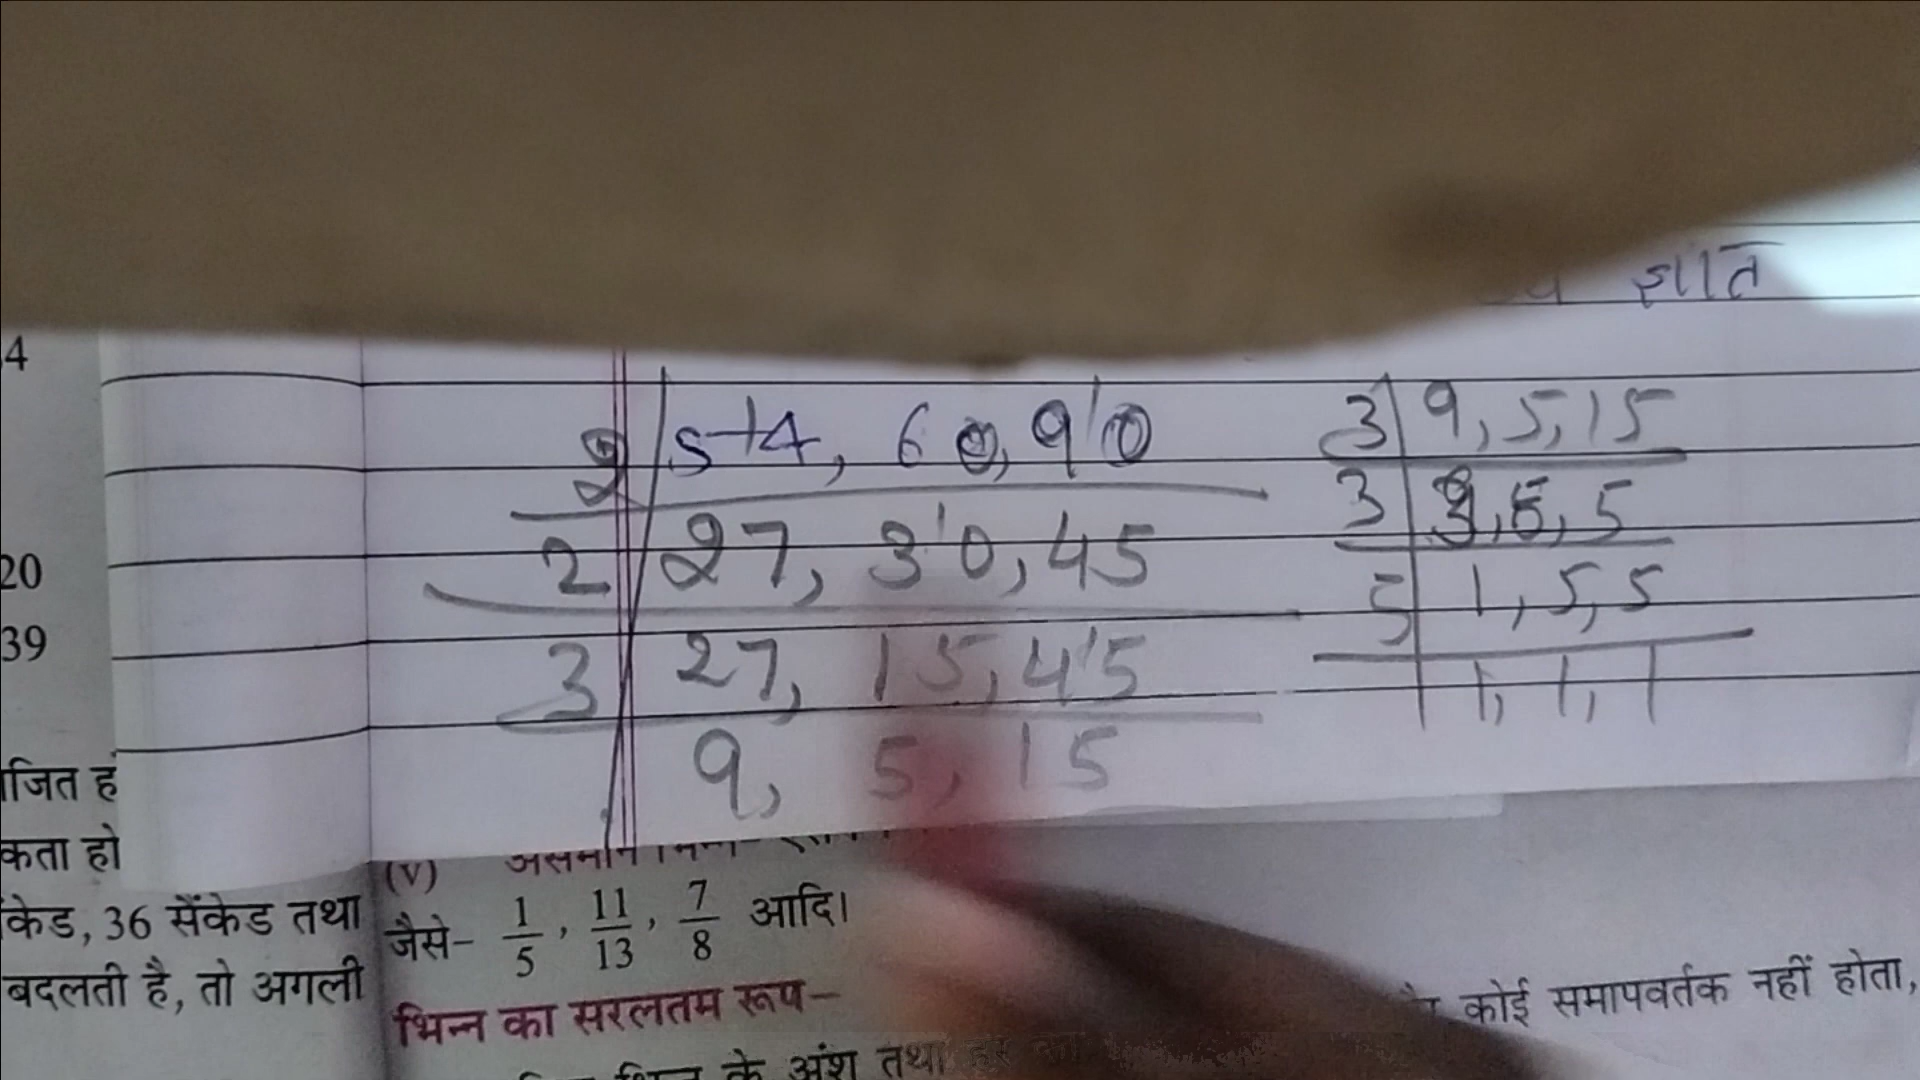 ज्ञात
4
2 | 54, 60, 90
2 | 27, 30, 45
3 | 27, 15, 45
9, 5, 15
3 | 9, 5, 15
3 | 3, 5, 5
5 | 1, 5, 5
1, 1, 1
20
39
कता हो
36 सैंकेड तथा
बदलती है, तो अगली
(v)
जैसे– 1/5, 11/13, 7/8 आदि।
भिन्न का सरलतम रूप–
के अंश तथा
कोई समापवर्तक नहीं होता,